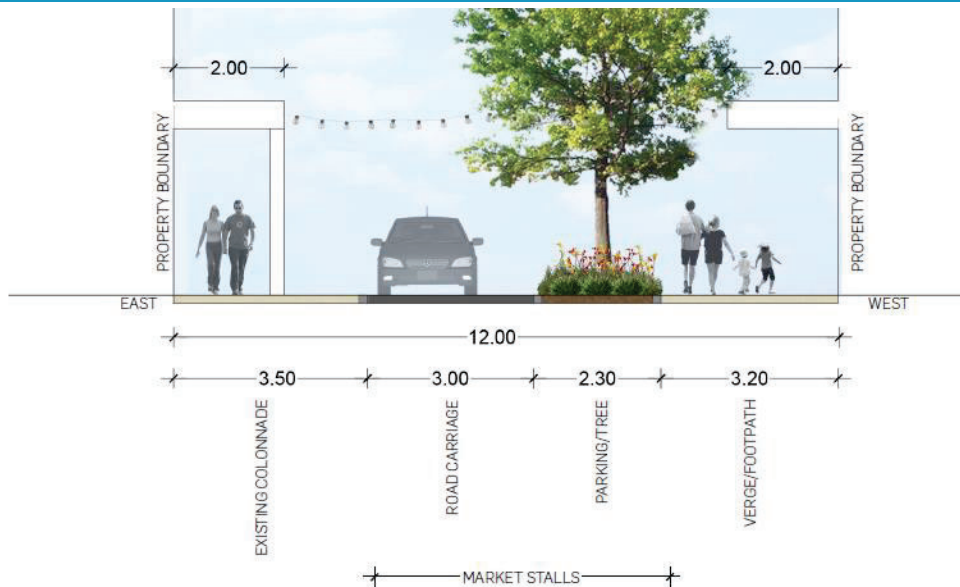 2.00
2.00
PROPERTY BOUNDARY
PROPERTY BOUNDARY
EAST
WEST
12.00
3.50
3.00
2.30
3.20
EXISTING COLONNADE
ROAD CARRIAGE
PARKING/TREE
VERGE/FOOTPATH
MARKET STALLS